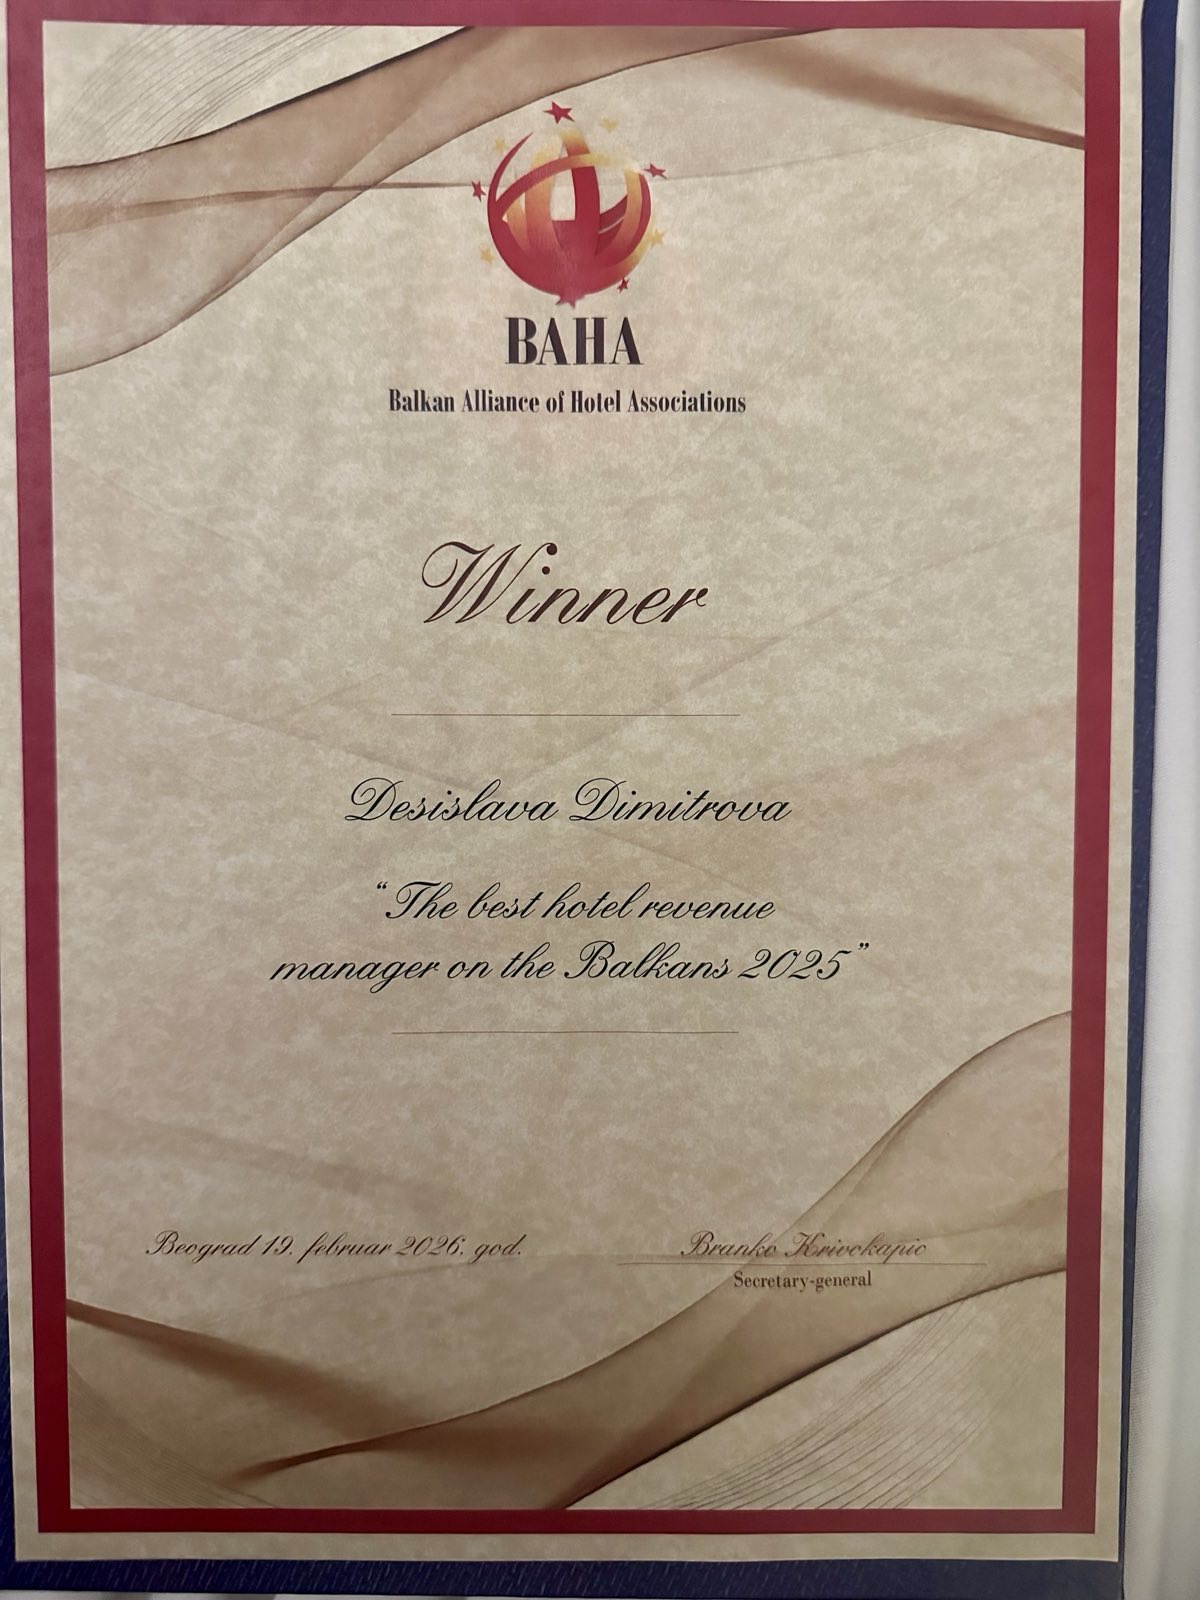 BAHA
Balkan Alliance of Hotel Associations
Winner
Desislava Dimitrova
“The best hotel revenue
manager on the Balkans 2025”
Beograd 19. februar 2026. god.
Branko Krivokapic
Secretary-general